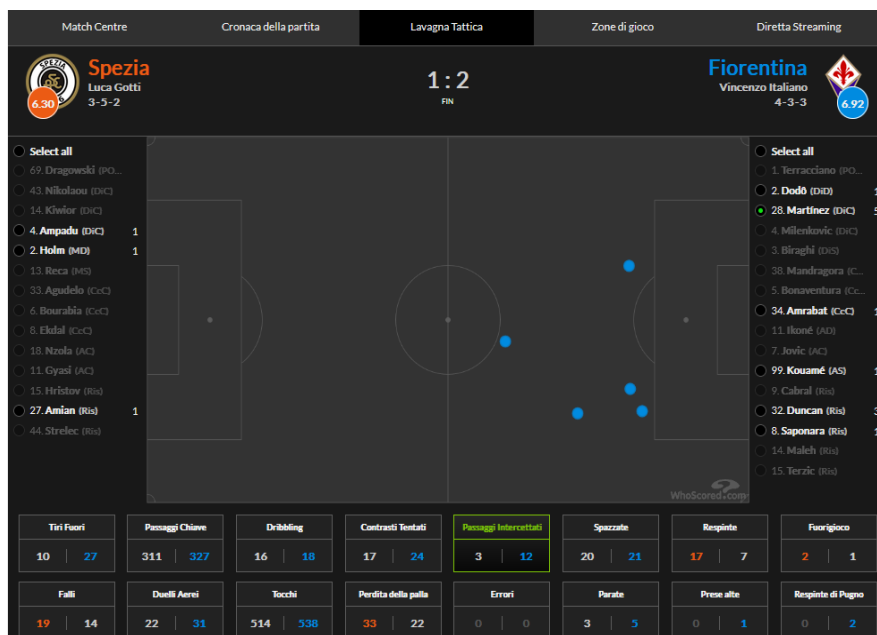 Match Centre
Cronaca della partita
Lavagna Tattica
Zone di gioco
Diretta Streaming
SPEZIA
Spezia
Luca Gotti
3-5-2
6.30
1 : 2
FIN
Fiorentina
Vincenzo Italiano
4-3-3
6.92
Select all
69. Dragowski (PO...
43. Nikolaou (DiC)
14. Kiwior (DiC)
4. Ampadu (DiC) 1
2. Holm (MD) 1
13. Reca (MS)
33. Agudelo (CcC)
6. Bourabia (CcC)
8. Ekdal (CcC)
18. Nzola (AC)
11. Gyasi (AC)
15. Hristov (Ris)
27. Amian (Ris) 1
44. Strelec (Ris)
Select all
1. Terracciano (PO...
2. Dodô (DiD) 1
28. Martínez (DiC) 5
4. Milenkovic (DiC)
3. Biraghi (DiS)
38. Mandragora (C...
5. Bonaventura (Cc...
34. Amrabat (CcC) 1
11. Ikoné (AD)
7. Jovic (AC)
99. Kouamé (AS) 1
9. Cabral (Ris)
32. Duncan (Ris) 3
8. Saponara (Ris) 1
14. Maleh (Ris)
15. Terzic (Ris)
WhoScored.com
Tiri Fuori
10 27
Passaggi Chiave
311 327
Dribbling
16 18
Contrasti Tentati
17 24
Passaggi Intercettati
3 12
Spazzate
20 21
Respinte
17 7
Fuorigioco
2 1
Falli
19 14
Duelli Aerei
22 31
Tocchi
514 538
Perdita della palla
33 22
Errori
0 0
Parate
3 5
Prese alte
0 1
Respinte di Pugno
0 2